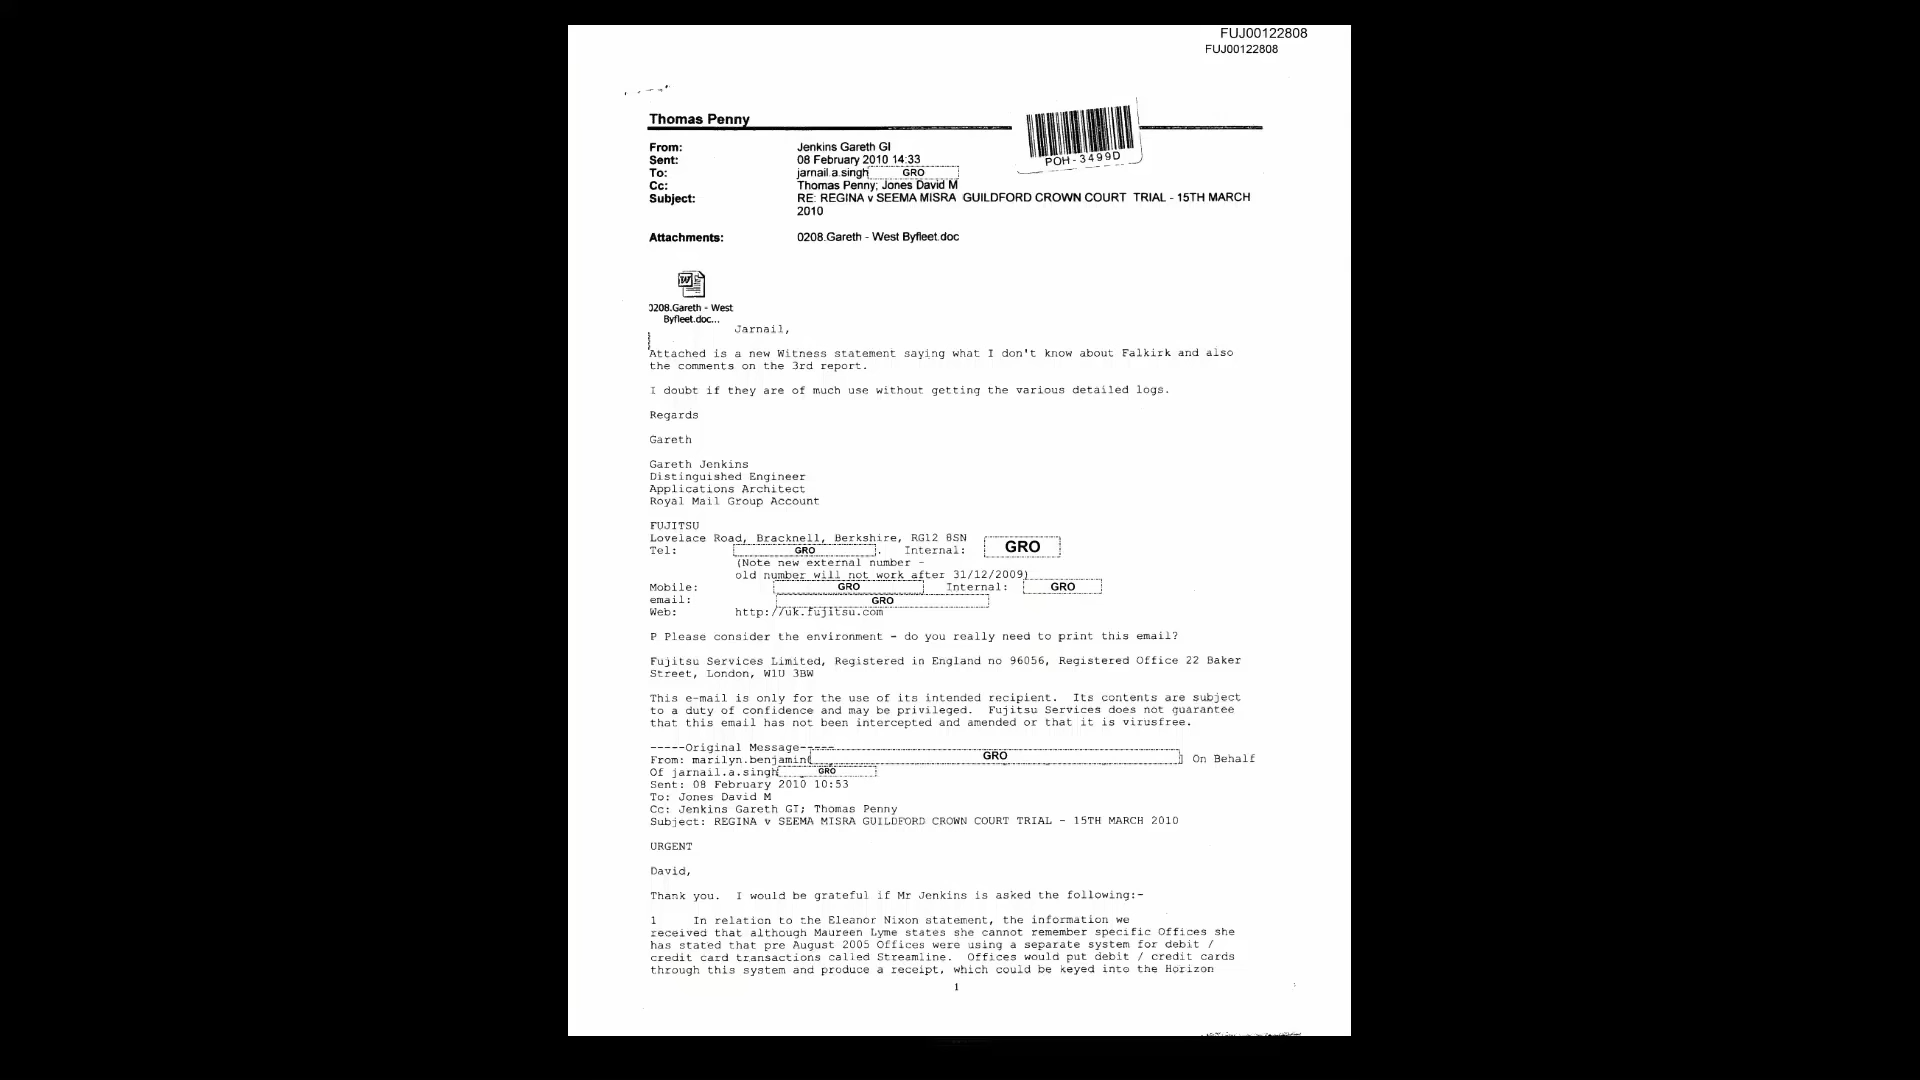 FUJ00122808
FUJ00122808
Thomas Penny
POH-3499D
From: Jenkins Gareth GI
Sent: 08 February 2010 14:33
To: jarnail.a.singh GRO
Cc: Thomas Penny; Jones David M
Subject: RE: REGINA v SEEMA MISRA GUILDFORD CROWN COURT TRIAL - 15TH MARCH
2010
Attachments: 0208.Gareth - West Byfleet.doc
0208.Gareth - West
Byfleet.doc...
Jarnail,
Attached is a new Witness statement saying what I don't know about Falkirk and also
the comments on the 3rd report.
I doubt if they are of much use without getting the various detailed logs.
Regards
Gareth
Gareth Jenkins
Distinguished Engineer
Applications Architect
Royal Mail Group Account
FUJITSU
Lovelace Road, Bracknell, Berkshire, RG12 8SN
Tel: GRO . Internal: GRO
(Note new external number -
old number will not work after 31/12/2009)
Mobile: GRO Internal: GRO
email: GRO
Web: http://uk.fujitsu.com
P Please consider the environment - do you really need to print this email?
Fujitsu Services Limited, Registered in England no 96056, Registered Office 22 Baker
Street, London, W1U 3BW
This e-mail is only for the use of its intended recipient. Its contents are subject
to a duty of confidence and may be privileged. Fujitsu Services does not guarantee
that this email has not been intercepted and amended or that it is virusfree.
-----Original Message-----
From: marilyn.benjamin( GRO ] On Behalf
Of jarnail.a.singh GRO
Sent: 08 February 2010 10:53
To: Jones David M
Cc: Jenkins Gareth GI; Thomas Penny
Subject: REGINA v SEEMA MISRA GUILDFORD CROWN COURT TRIAL - 15TH MARCH 2010
URGENT
David,
Thank you. I would be grateful if Mr Jenkins is asked the following:-
1 In relation to the Eleanor Nixon statement, the information we
received that although Maureen Lyme states she cannot remember specific Offices she
has stated that pre August 2005 Offices were using a separate system for debit /
credit card transactions called Streamline. Offices would put debit / credit cards
through this system and produce a receipt, which could be keyed into the Horizon
1